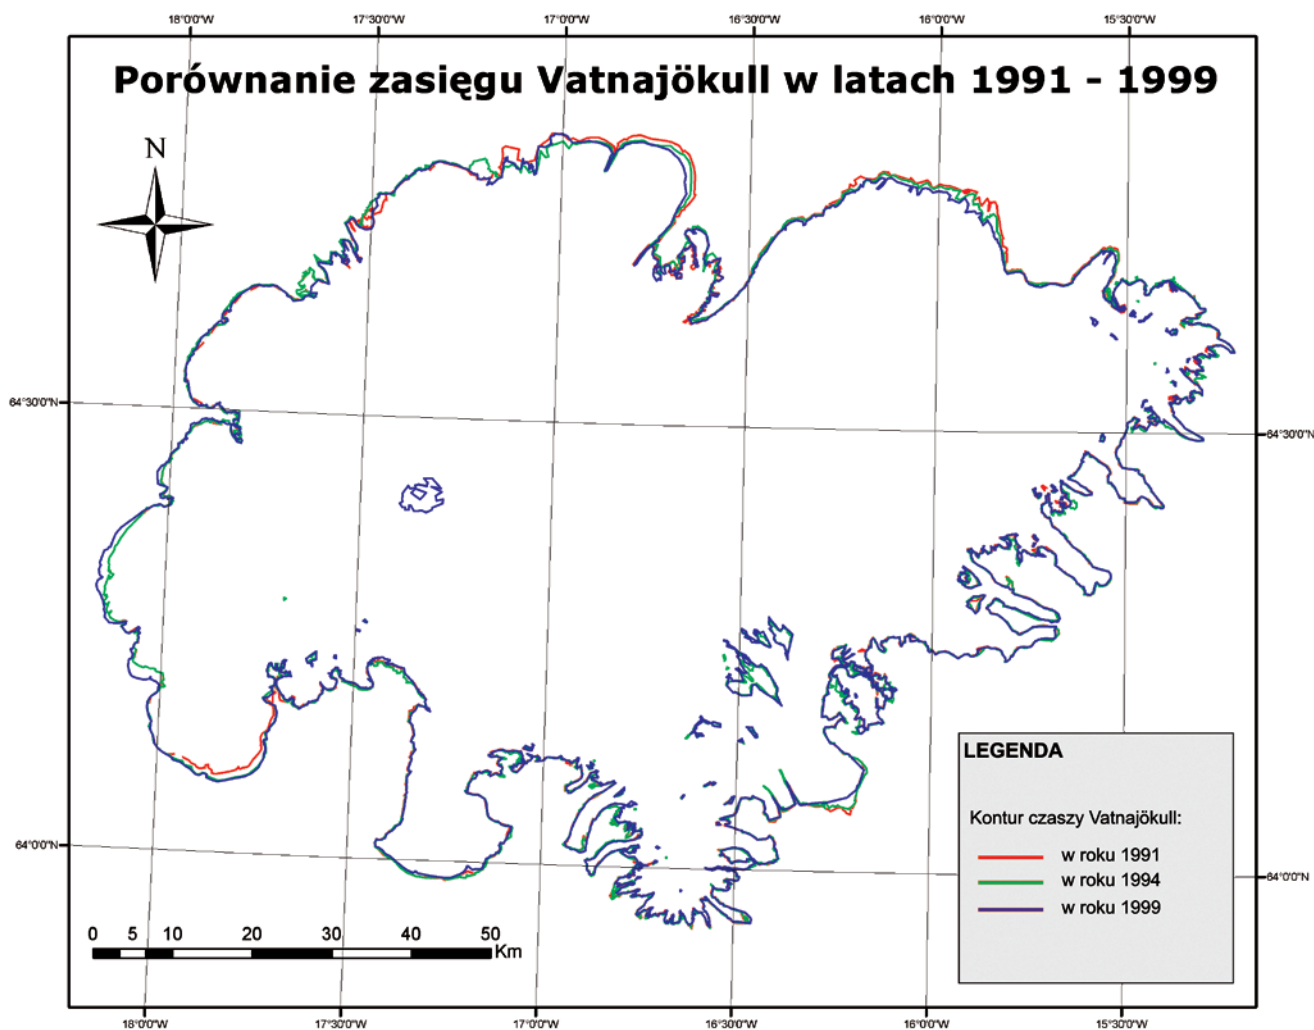 18°0'0"W 17°30'0"W 17°0'0"W 16°30'0"W 16°0'0"W 15°30'0"W
Porównanie zasięgu Vatnajökull w latach 1991 - 1999
N
64°30'0"N
64°30'0"N
LEGENDA
Kontur czaszy Vatnajökull:
w roku 1991
w roku 1994
w roku 1999
64°0'0"N
64°0'0"N
0 5 10 20 30 40 50
Km
18°0'0"W 17°30'0"W 17°0'0"W 16°30'0"W 16°0'0"W 15°30'0"W